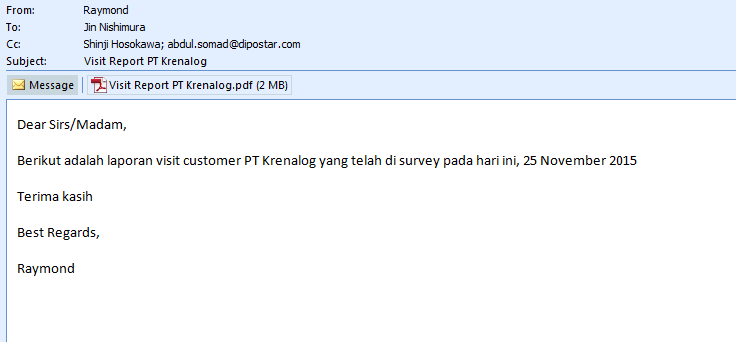 From: Raymond
To: Jin Nishimura
Cc: Shinji Hosokawa; abdul.somad@dipostar.com
Subject: Visit Report PT Krenalog
Message Visit Report PT Krenalog.pdf (2 MB)
Dear Sirs/Madam,
Berikut adalah laporan visit customer PT Krenalog yang telah di survey pada hari ini, 25 November 2015
Terima kasih
Best Regards,
Raymond